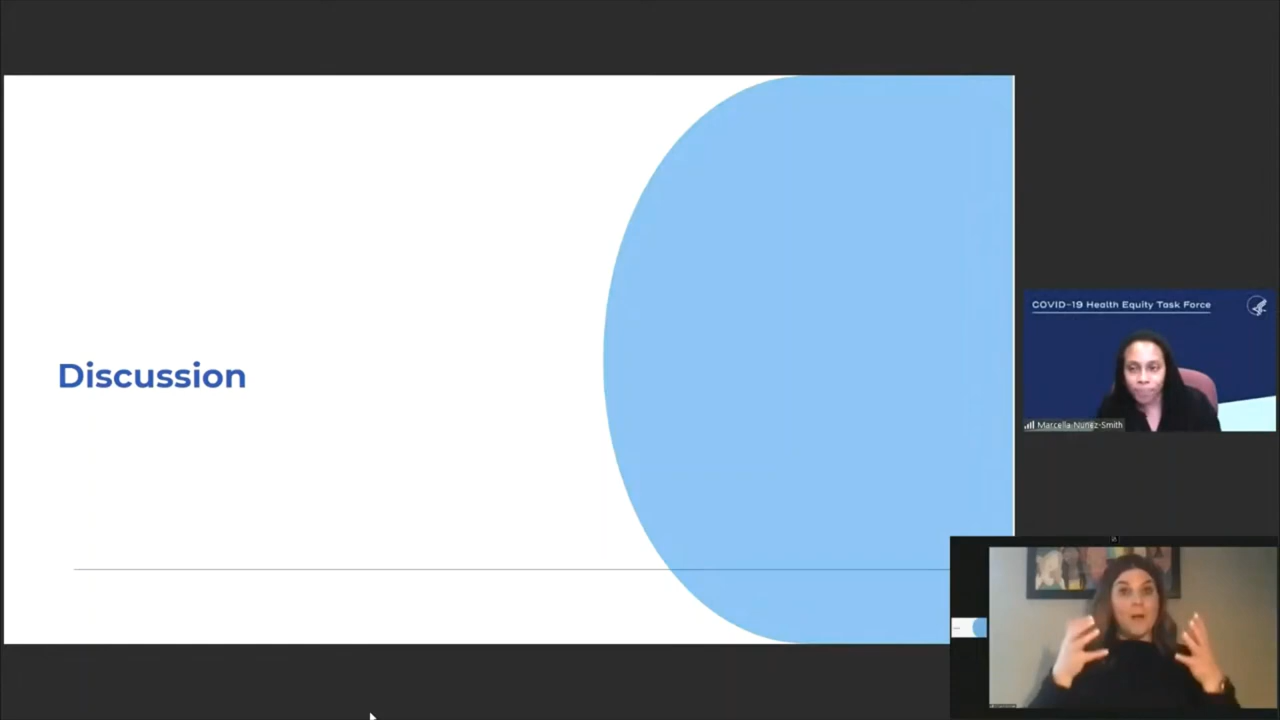 Discussion
COVID-19 Health Equity Task Force
Marcella Nunez-Smith